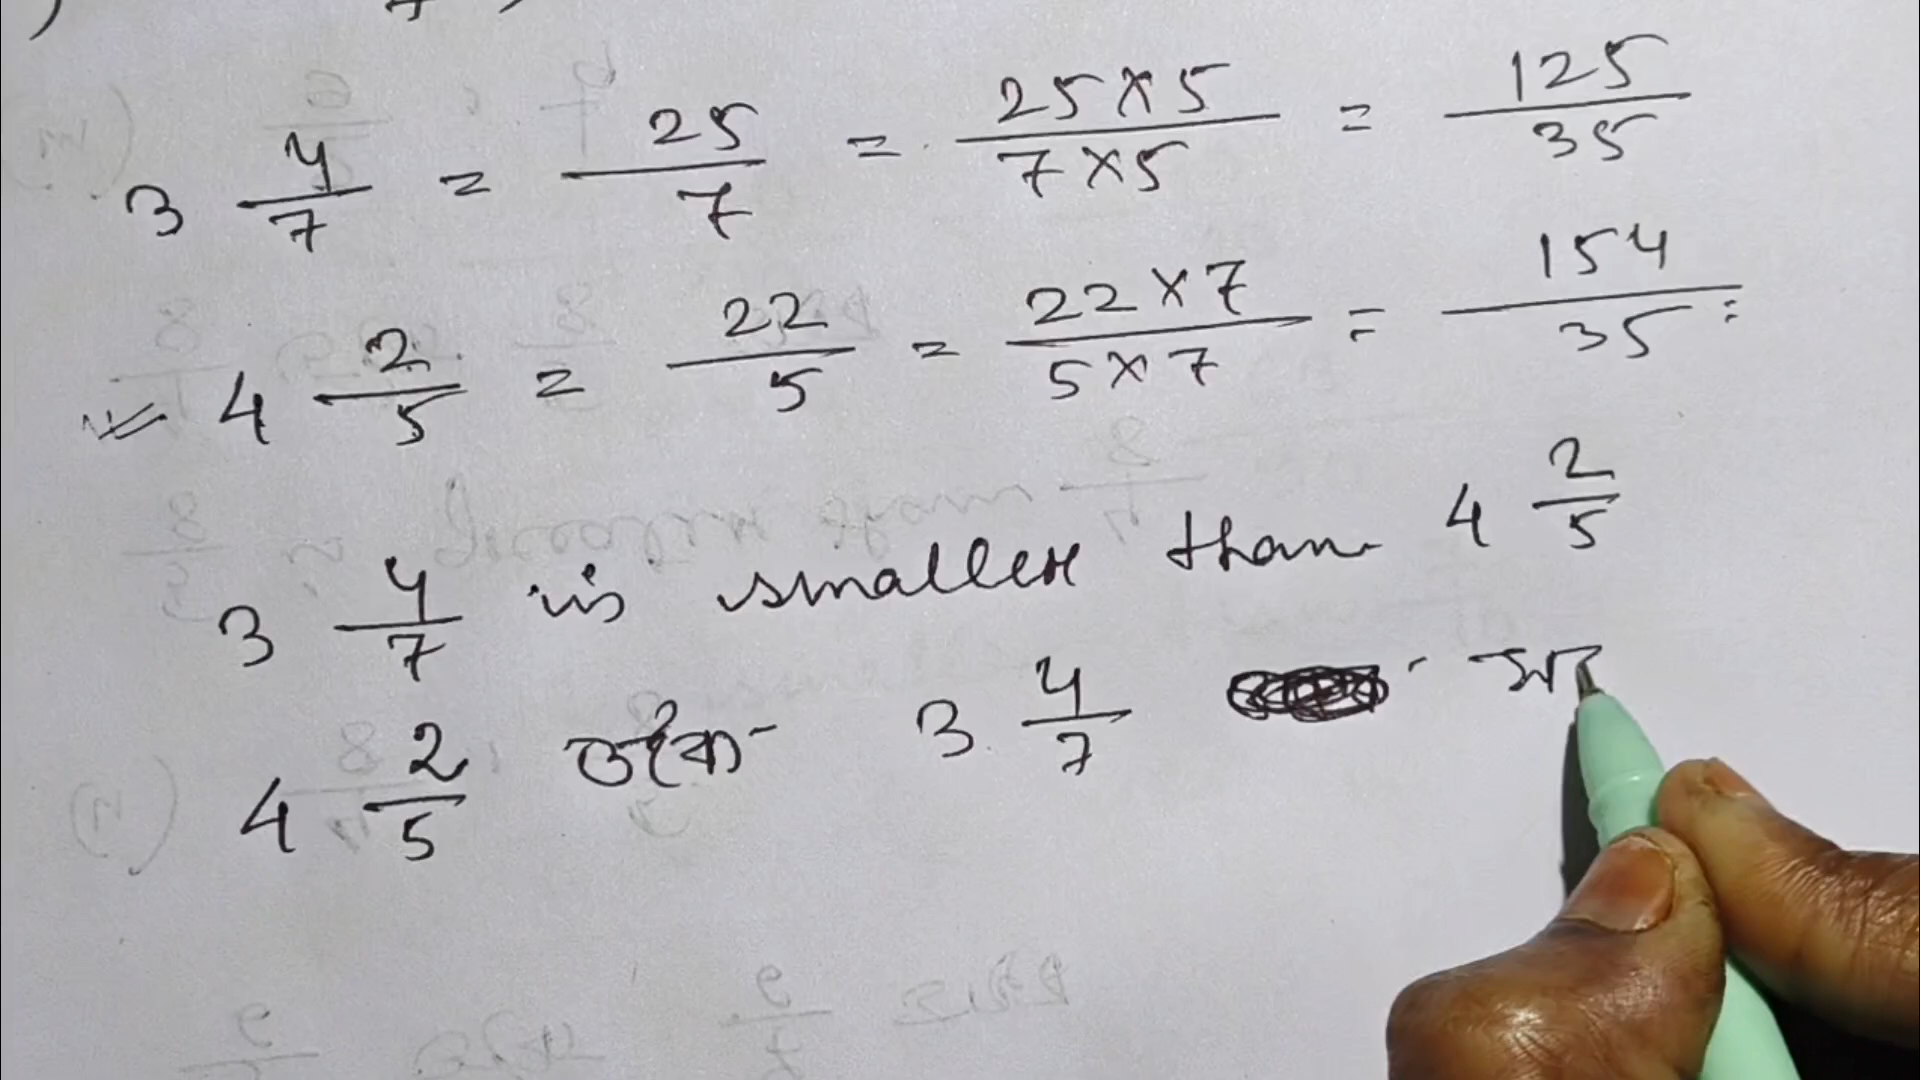 3 4/7 = 25/7 = 25×5/7×5 = 125/35
4 2/5 = 22/5 = 22×7/5×7 = 154/35
3 4/7 is smaller than 4 2/5
4 2/5 3 4/7